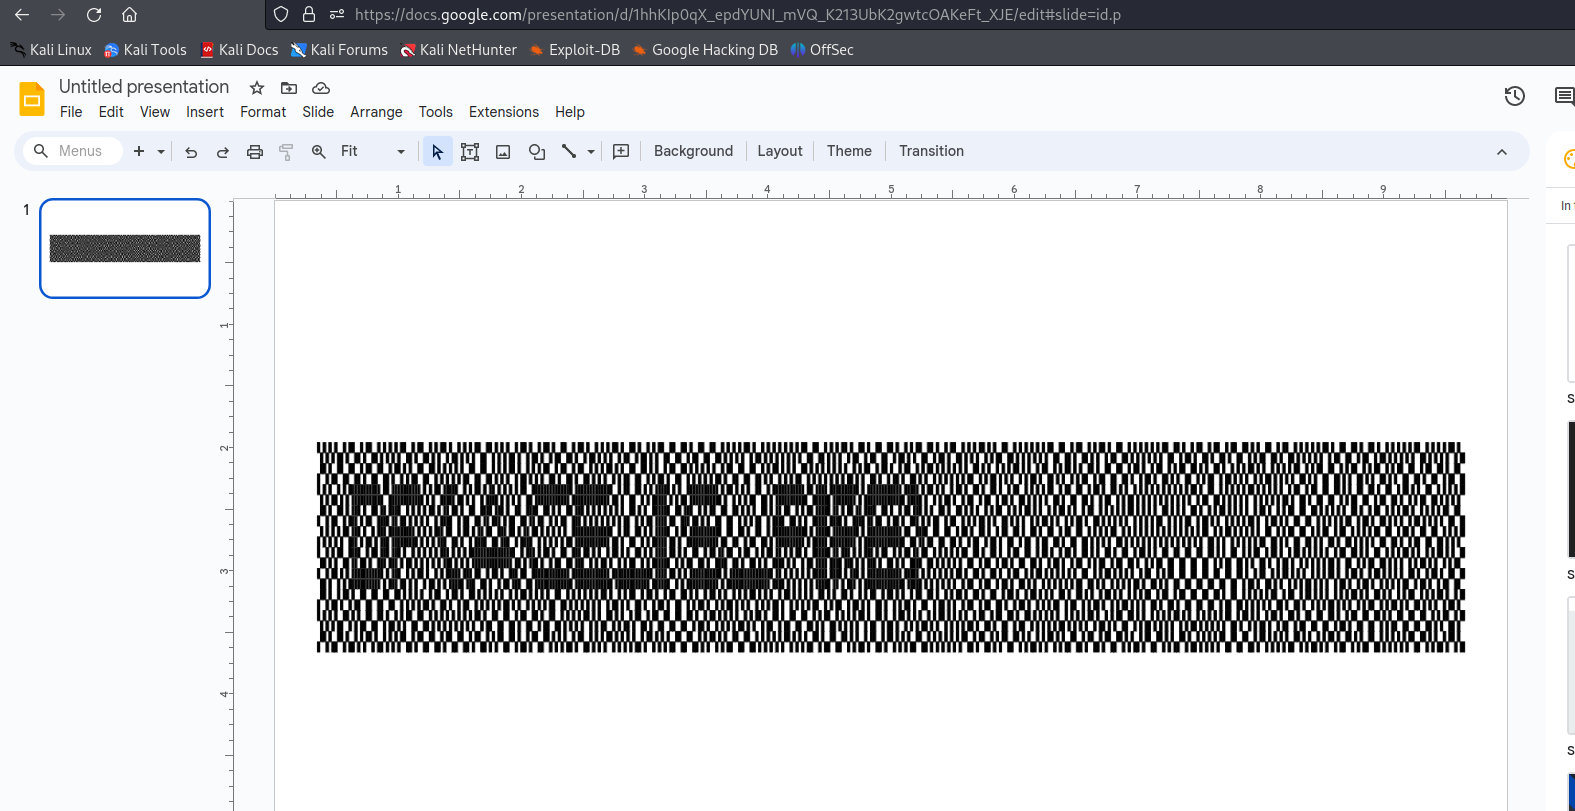 https://docs.google.com/presentation/d/1hhKIp0qX_epdYUNI_mVQ_K213UbK2gwtcOAKeFt_XJE/edit#slide=id.p
Kali Linux Kali Tools Kali Docs Kali Forums Kali NetHunter Exploit-DB Google Hacking DB OffSec
Untitled presentation
File Edit View Insert Format Slide Arrange Tools Extensions Help
Menus Fit Background Layout Theme Transition
1 2 3 4 5 6 7 8 9
1
In
1
2
3
4
S
S
S